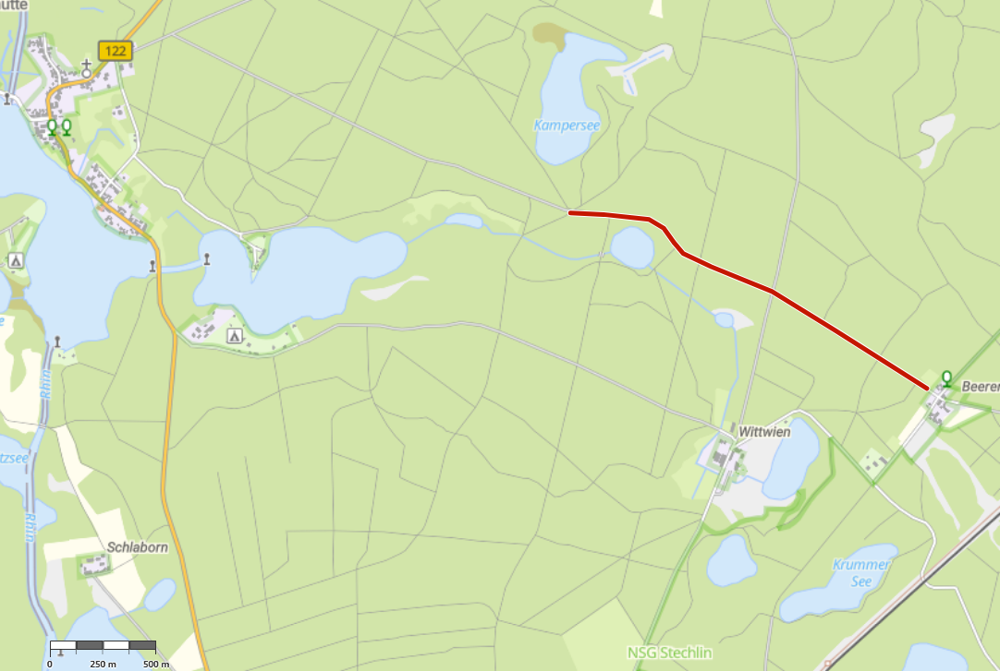 122
Kampersee
Beeren
Wittwien
Rhin
Rhin
Schlaborn
Krummer
See
NSG Stechlin
0 250 m 500 m